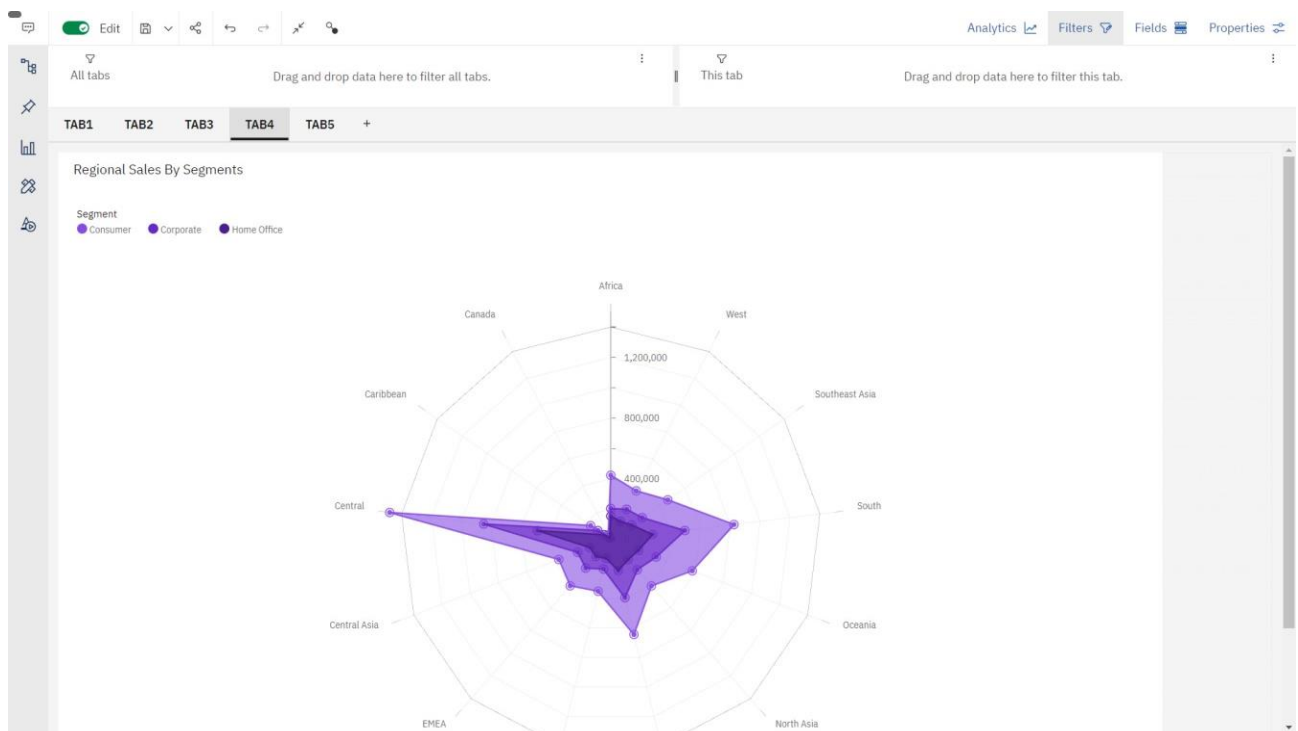 Edit
Analytics
Filters
Fields
Properties
All tabs
Drag and drop data here to filter all tabs.
This tab
Drag and drop data here to filter this tab.
TAB1 TAB2 TAB3 TAB4 TAB5 +
Regional Sales By Segments
Segment
Consumer Corporate Home Office
Africa
Canada
West
1,200,000
Caribbean
Southeast Asia
800,000
400,000
Central
South
Central Asia
Oceania
EMEA
North Asia